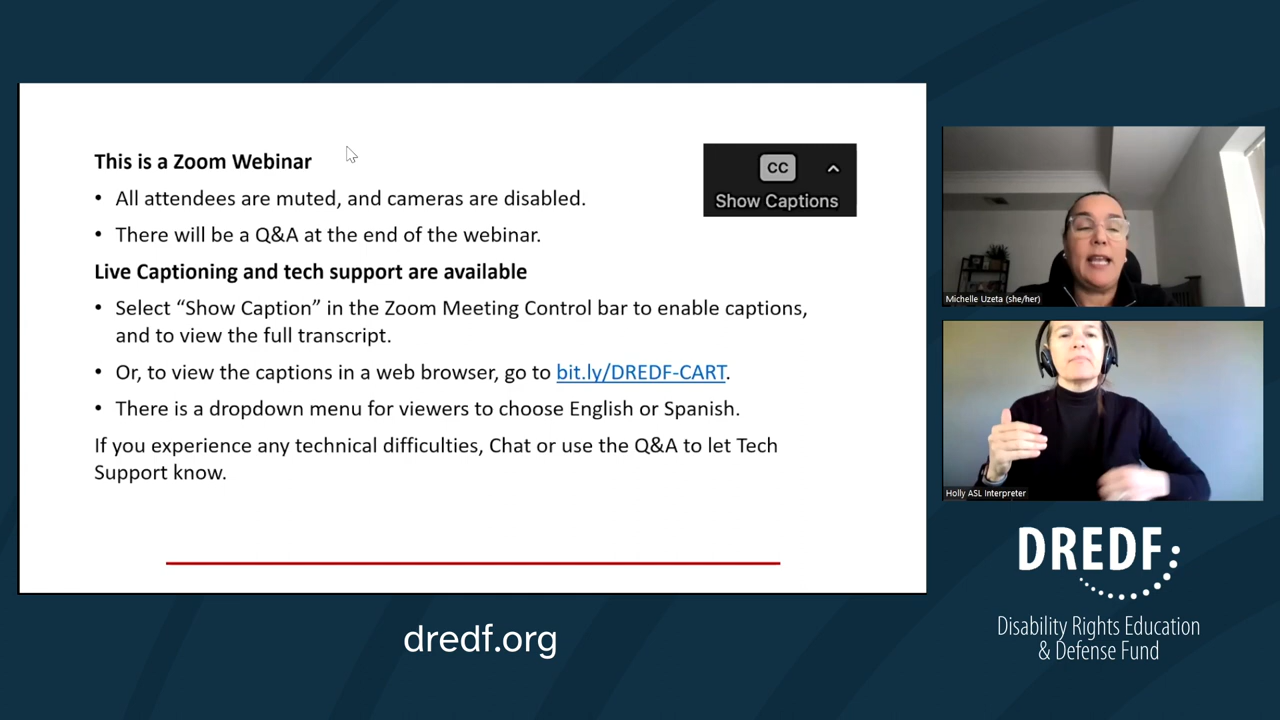 This is a Zoom Webinar
• All attendees are muted, and cameras are disabled.
• There will be a Q&A at the end of the webinar.
Live Captioning and tech support are available
• Select “Show Caption” in the Zoom Meeting Control bar to enable captions,
and to view the full transcript.
• Or, to view the captions in a web browser, go to bit.ly/DREDF-CART.
• There is a dropdown menu for viewers to choose English or Spanish.
If you experience any technical difficulties, Chat or use the Q&A to let Tech
Support know.
CC
Show Captions
Michelle Uzeta (she/her)
Holly ASL Interpreter
DREDF
Disability Rights Education
& Defense Fund
dredf.org